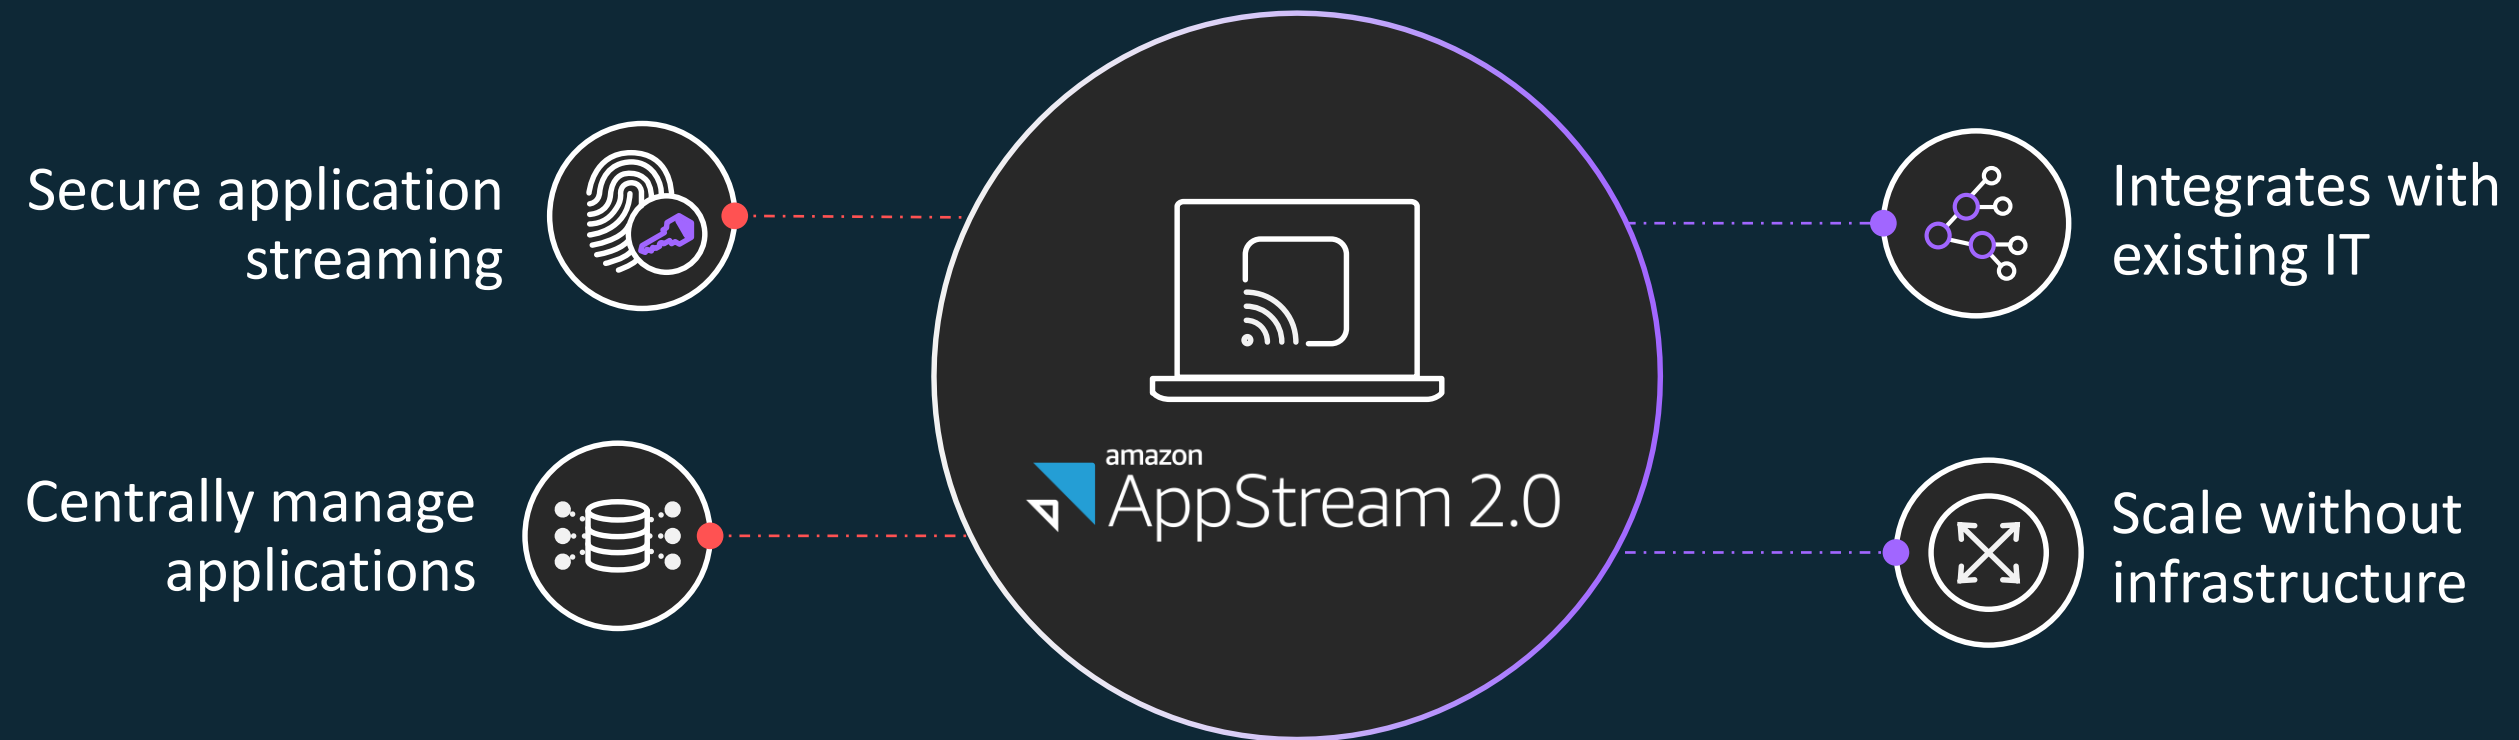 Secure application
streaming
Centrally manage
applications
amazon
AppStream 2.0
Integrates with
existing IT
Scale without
infrastructure